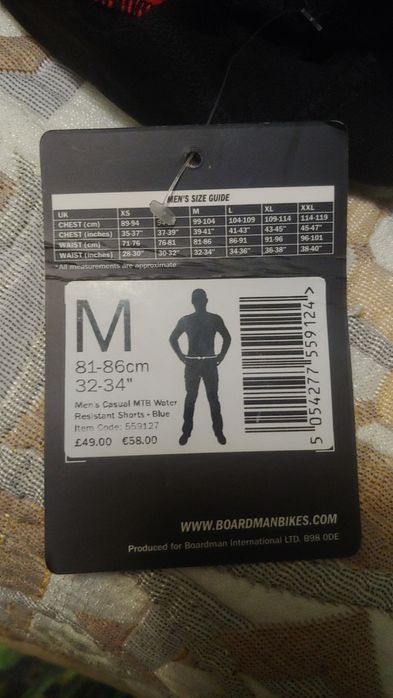 MEN'S SIZE GUIDE
UK XS M L XL XXL
CHEST (cm) 89-94 99-104 104-109 109-114 114-119
CHEST (inches) 35-37" 37-39" 39-41" 41-43" 43-45" 45-47"
WAIST (cm) 71-76 76-81 81-86 86-91 91-96 96-101
WAIST (inches) 28-30" 30-32" 32-34" 34-36" 36-38" 38-40"
*All measurements are approximate
M
81-86cm
32-34"
Men's Casual MTB Water
Resistant Shorts - Blue
Item Code: 559127
£49.00 €58.00
5 054277 559124 >
WWW.BOARDMANBIKES.COM
Produced for Boardman International LTD. B98 0DE